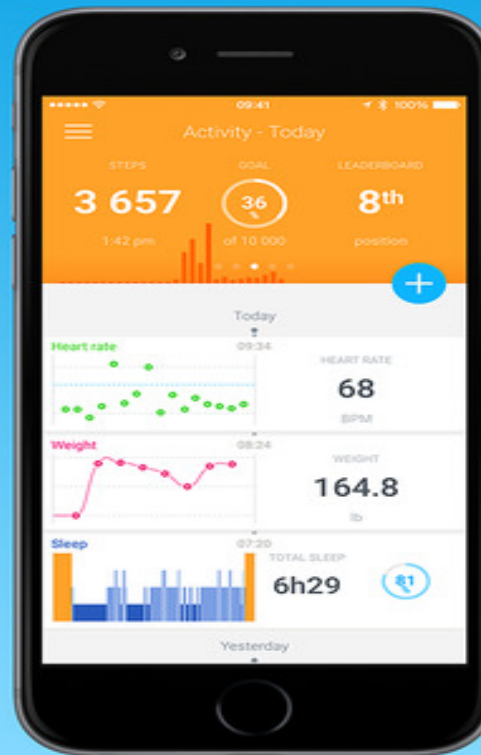 09:41 100%
Activity - Today
STEPS GOAL LEADERBOARD
3 657 36 % 8th
1:42 pm of 10 000 position
+
Today
Heart rate 09:34 HEART RATE
68
BPM
Weight 08:24 WEIGHT
164.8
lb
Sleep 07:20 TOTAL SLEEP
6h29 81 %
Yesterday